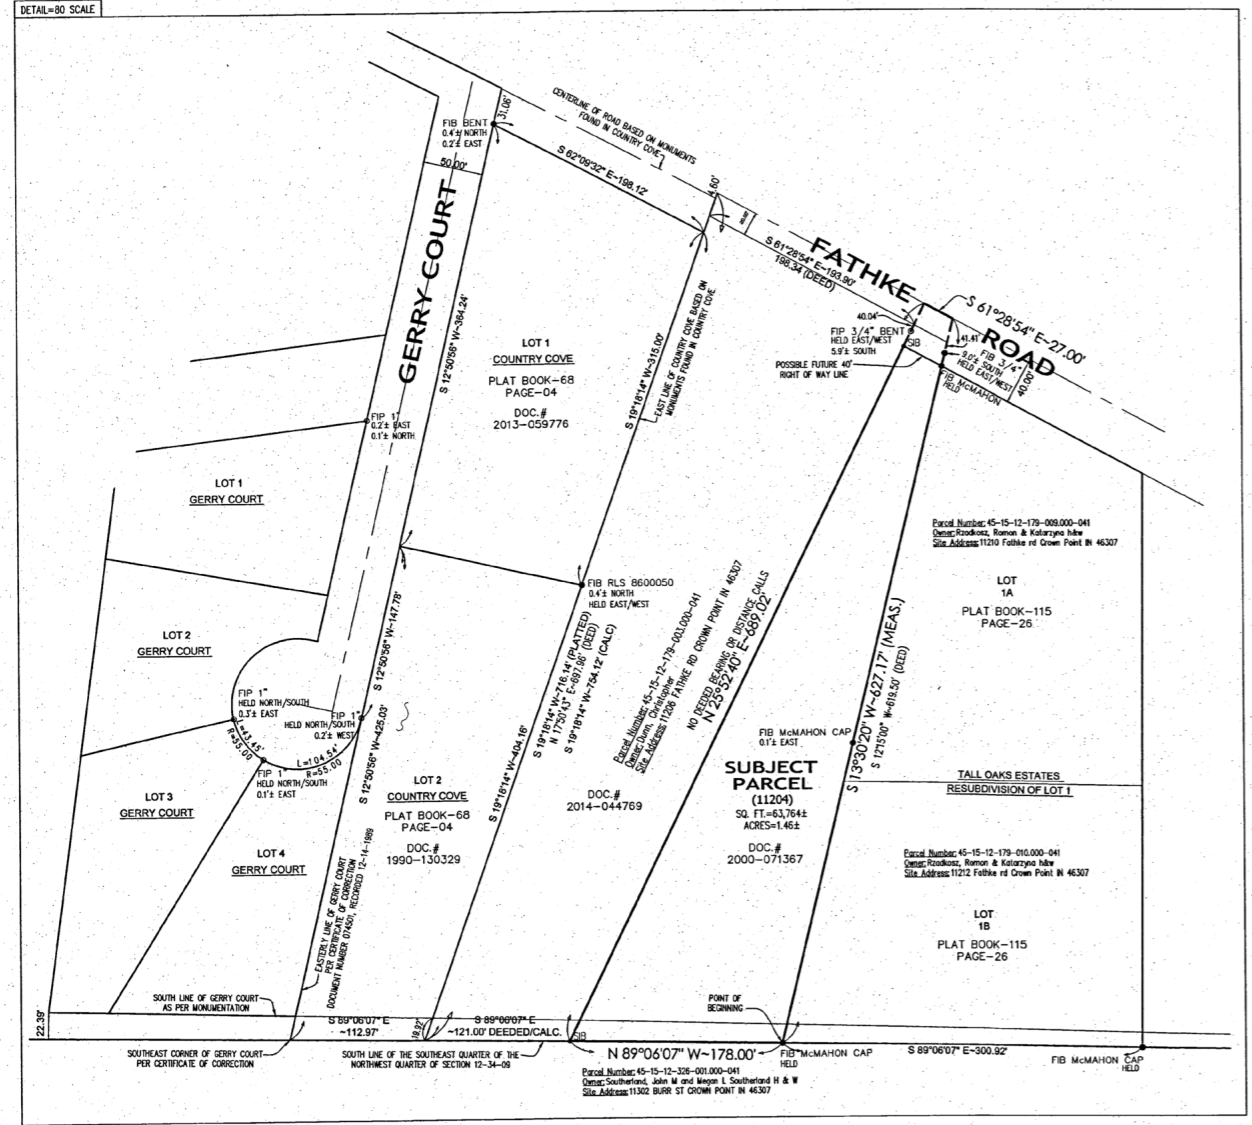 DETAIL=80 SCALE
CENTERLINE OF ROAD BASED ON MONUMENTS
FOUND IN COUNTRY COVE
31.06'
FIB BENT
0.4'± NORTH
0.2'± EAST
50.00'
S 62°09'32" E~198.12'
GERRY COURT
S 12°50'56" W~364.24'
S 61°28'54" E~193.90'
198.34 (DEED)
FATHKE
ROAD
S 61°28'54" E~27.00'
40.04'
FIP 3/4" BENT
HELD EAST/WEST
5.9'± SOUTH
SIB
41.41'
FIB 3/4"
9.0'± SOUTH
HELD EAST/WEST
40.00'
FIB McMAHON
HELD
POSSIBLE FUTURE 40'
RIGHT OF WAY LINE
LOT 1
COUNTRY COVE
PLAT BOOK-68
PAGE-04
DOC.#
2013-059776
S 19°18'14" W~315.00'
EAST LINE OF COUNTRY COVE BASED ON
MONUMENTS FOUND IN COUNTRY COVE
FIP 1"
0.2'± EAST
0.1'± NORTH
LOT 1
GERRY COURT
Parcel Number: 45-15-12-179-009.000-041
Owner: Rzadkosz, Roman & Katarzyna h&w
Site Address: 11210 Fathke rd Crown Point IN 46307
LOT
1A
PLAT BOOK-115
PAGE-26
FIB RLS 8600050
0.4'± NORTH
HELD EAST/WEST
LOT 2
GERRY COURT
S 12°50'56" W~147.78'
S 19°18'14" W~716.14' (PLATTED)
N 17°50'43" E~697.96' (DEED)
S 19°18'14" W~754.12' (CALC)
Parcel Number: 45-15-12-179-003.000-041
Owner: Dunn, Christopher
Site Address: 11206 FATHKE RD CROWN POINT IN 46307
NO DEEDED BEARING OR DISTANCE CALLS
N 25°52'40" E~689.02'
S 13°30'20" W~627.17' (MEAS.)
S 12°15'00" W~619.50' (DEED)
FIP 1"
HELD NORTH/SOUTH
0.3'± EAST
FIP 1"
HELD NORTH/SOUTH
0.2'± WEST
L=43.45'
R=55.00
L=104.54'
R=55.00
FIP 1"
HELD NORTH/SOUTH
0.1'± EAST
S 12°50'56" W~425.03'
FIB McMAHON CAP
0.1'± EAST
SUBJECT
PARCEL
(11204)
SQ. FT.=63,764±
ACRES=1.46±
DOC.#
2000-071367
TALL OAKS ESTATES
RESUBDIVISION OF LOT 1
LOT 3
GERRY COURT
LOT 2
COUNTRY COVE
PLAT BOOK-68
PAGE-04
DOC.#
1990-130329
S 19°18'14" W~404.16'
DOC.#
2014-044769
LOT 4
GERRY COURT
EASTERLY LINE OF GERRY COURT
PER CERTIFICATE OF CORRECTION
DOCUMENT NUMBER 074501, RECORDED 12-14-1989
Parcel Number: 45-15-12-179-010.000-041
Owner: Rzadkosz, Roman & Katarzyna h&w
Site Address: 11212 Fathke rd Crown Point IN 46307
LOT
1B
PLAT BOOK-115
PAGE-26
SOUTH LINE OF GERRY COURT
AS PER MONUMENTATION
POINT OF
BEGINNING
22.39'
S 89°06'07" E
~112.97'
19.92'
S 89°06'07" E
~121.00' DEEDED/CALC.
SIB
SOUTHEAST CORNER OF GERRY COURT
PER CERTIFICATE OF CORRECTION
SOUTH LINE OF THE SOUTHEAST QUARTER OF THE
NORTHWEST QUARTER OF SECTION 12-34-09
N 89°06'07" W~178.00'
FIB McMAHON CAP
HELD
S 89°06'07" E~300.92'
FIB McMAHON CAP
HELD
Parcel Number: 45-15-12-326-001.000-041
Owner: Southerland, John M and Megan L Southerland H & W
Site Address: 11302 BURR ST CROWN POINT IN 46307